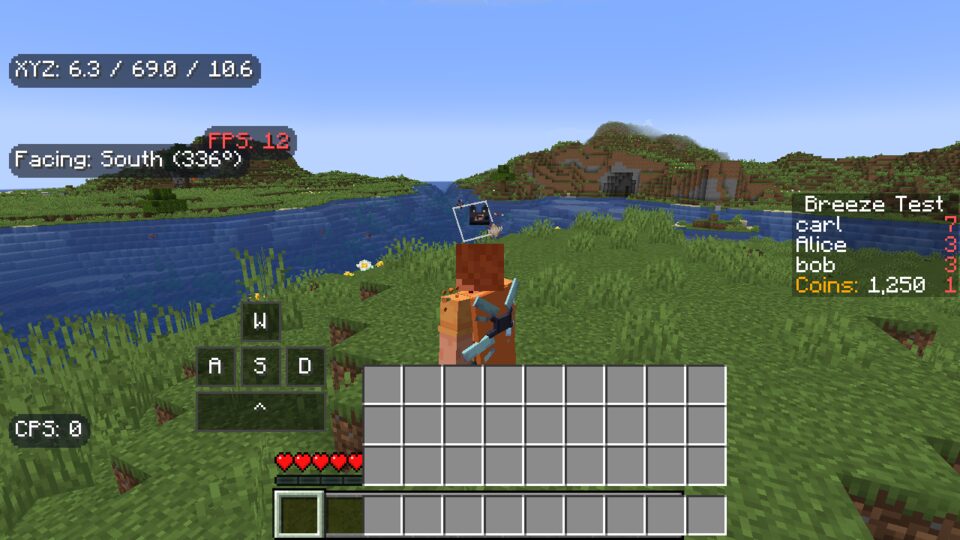 XYZ: 6.3 / 69.0 / 10.6
FPS: 12
Facing: South (336°)
Breeze Test
carl 7
Alice 3
bob 3
Coins: 1,250 1
W
A S D
^
CPS: 0